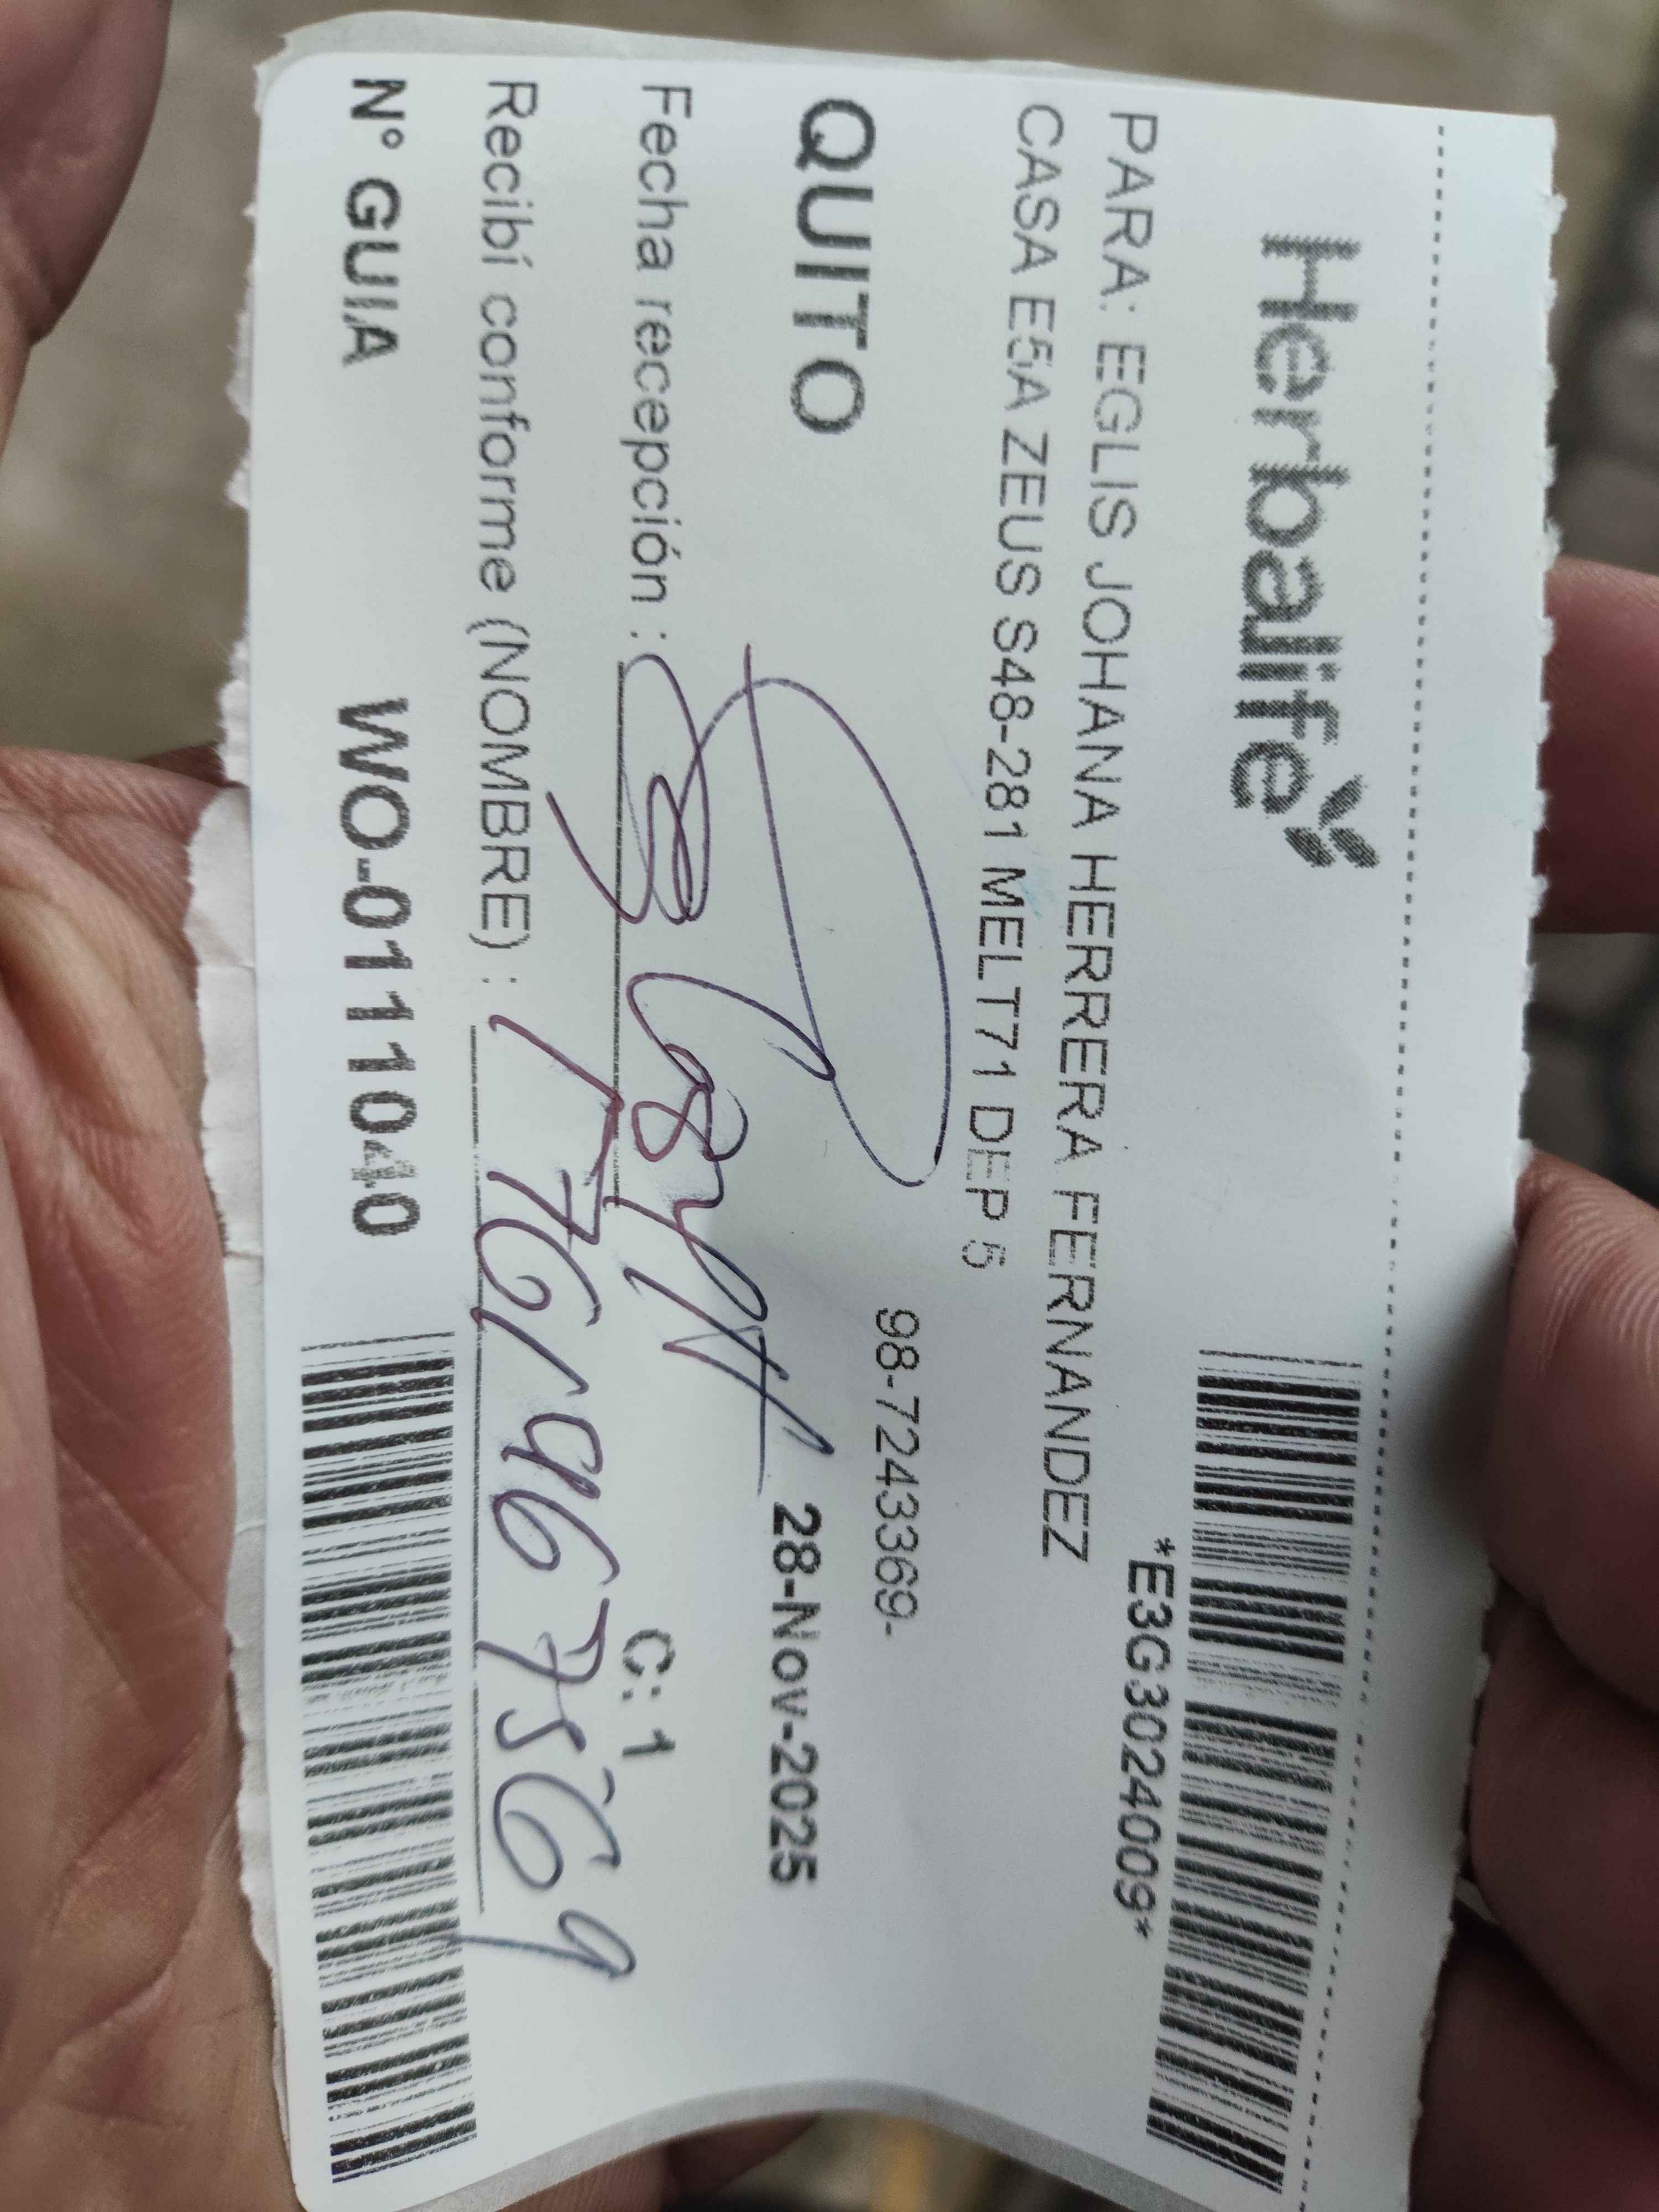 Herbalife
*E3G3024009*
PARA: EGLIS JOHANA HERRERA FERNANDEZ
CASA E5A ZEUS S48-281 MELT71 DEP 5
98-7243369-
QUITO
28-Nov-2025
Fecha recepción :
C: 1
Recibí conforme (NOMBRE) :
N° GUIA WO-0111040